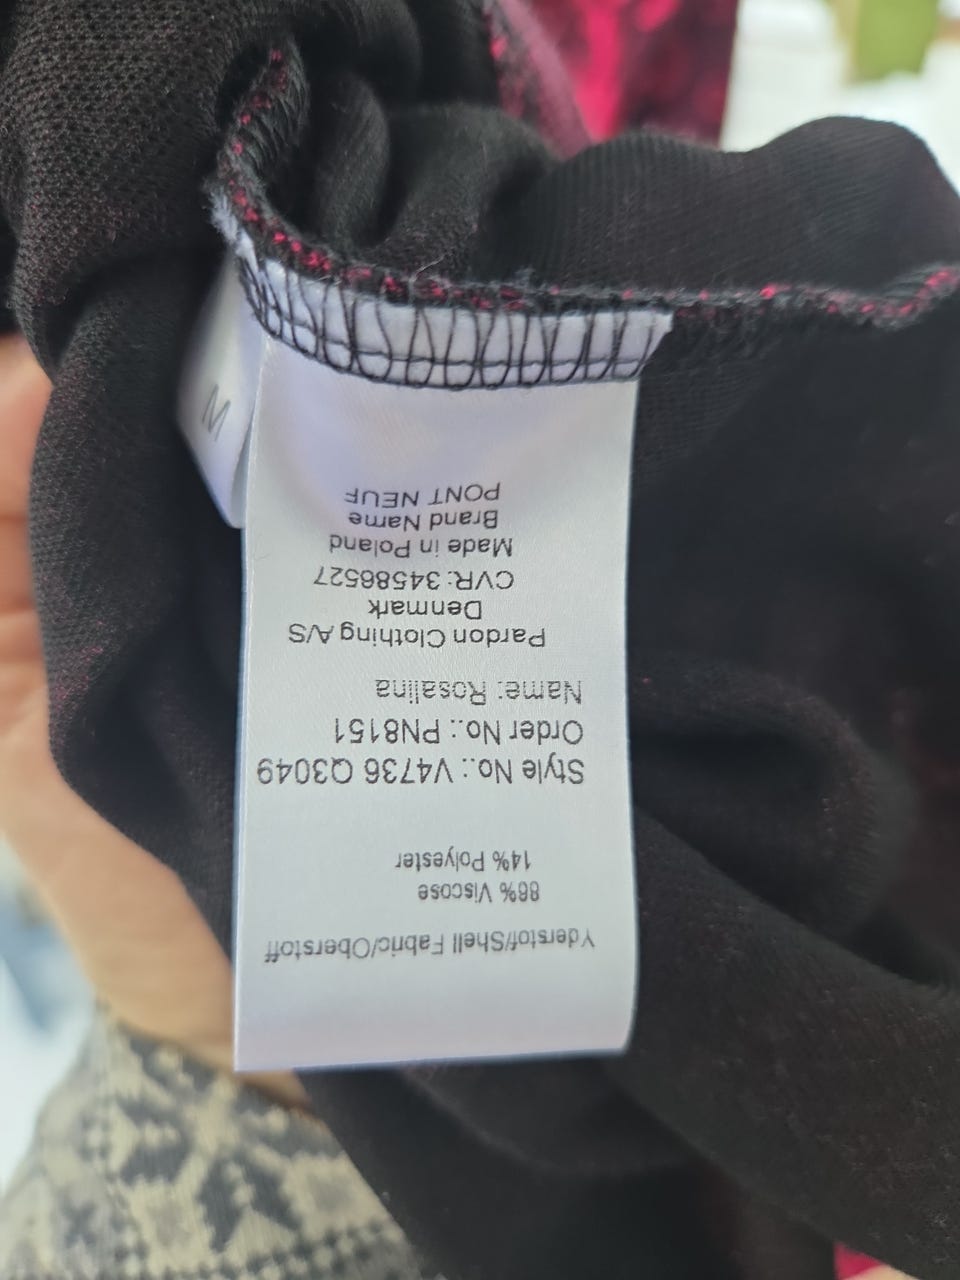 Yderstof/Shell Fabric/Oberstoff
86% Viscose
14% Polyester
Style No.: V4736 Q3049
Order No.: PN8151
Name: Rosalina
Pardon Clothing A/S
Denmark
CVR: 34586527
Made in Poland
Brand Name
PONT NEUF
M